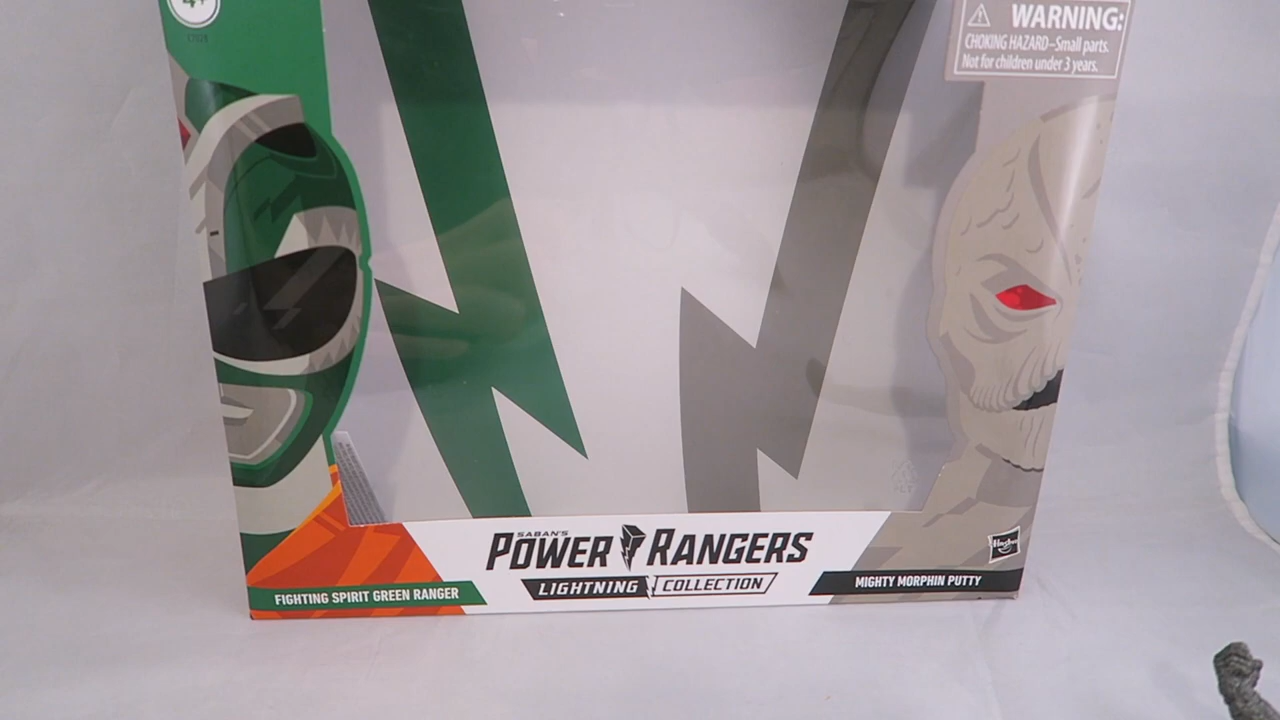 4+
WARNING:
CHOKING HAZARD–Small parts.
Not for children under 3 years.
SABAN'S
POWER RANGERS
LIGHTNING COLLECTION
FIGHTING SPIRIT GREEN RANGER
MIGHTY MORPHIN PUTTY
Hasbro